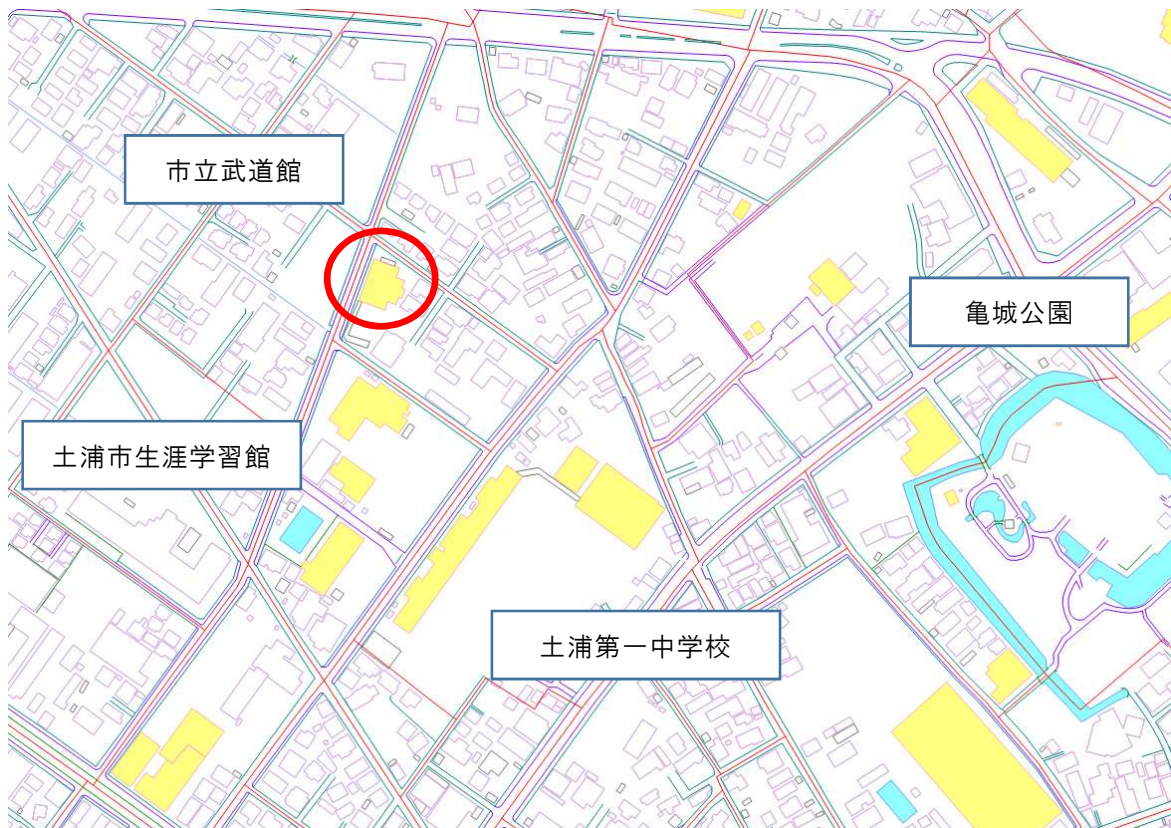 市立武道館
亀城公園
土浦市生涯学習館
土浦第一中学校